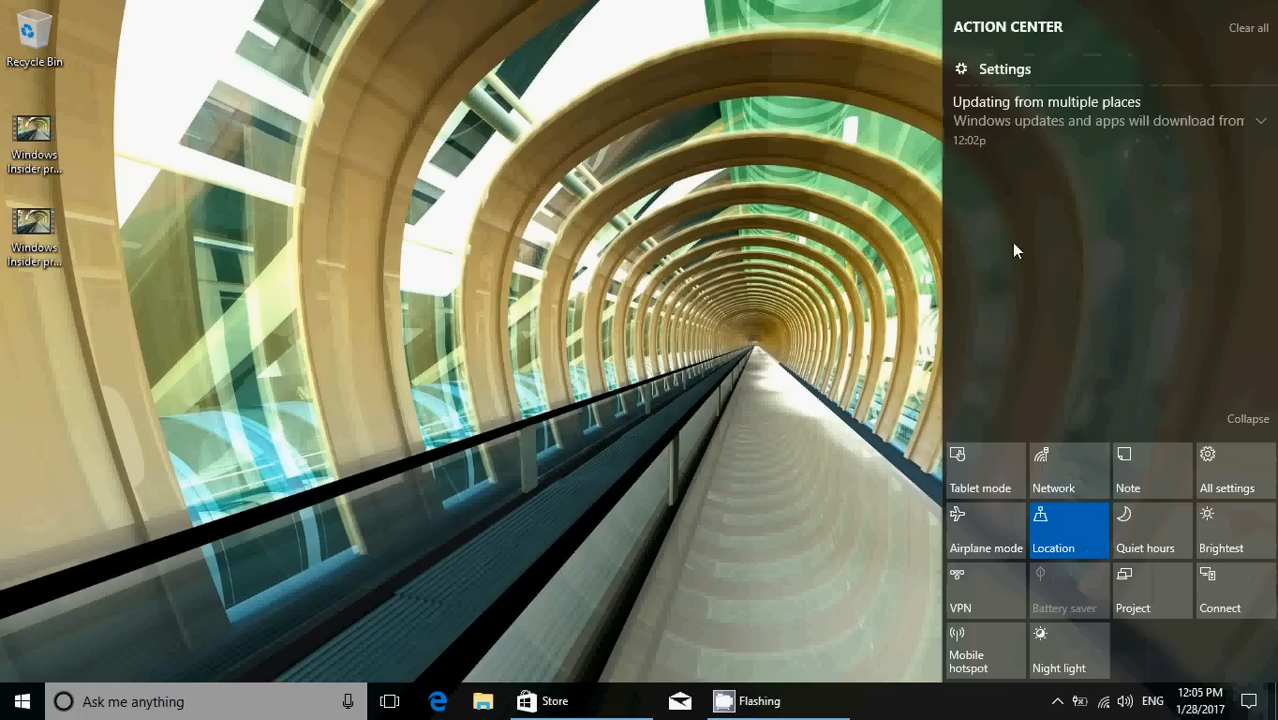 Recycle Bin
Windows
Insider pr...
Windows
Insider pr...
ACTION CENTER
Clear all
Settings
Updating from multiple places
Windows updates and apps will download from
12:02p
Collapse
Tablet mode
Network
Note
All settings
Airplane mode
Location
Quiet hours
Brightest
VPN
Battery saver
Project
Connect
Mobile
hotspot
Night light
Ask me anything
Store
Flashing
ENG
12:05 PM
1/28/2017